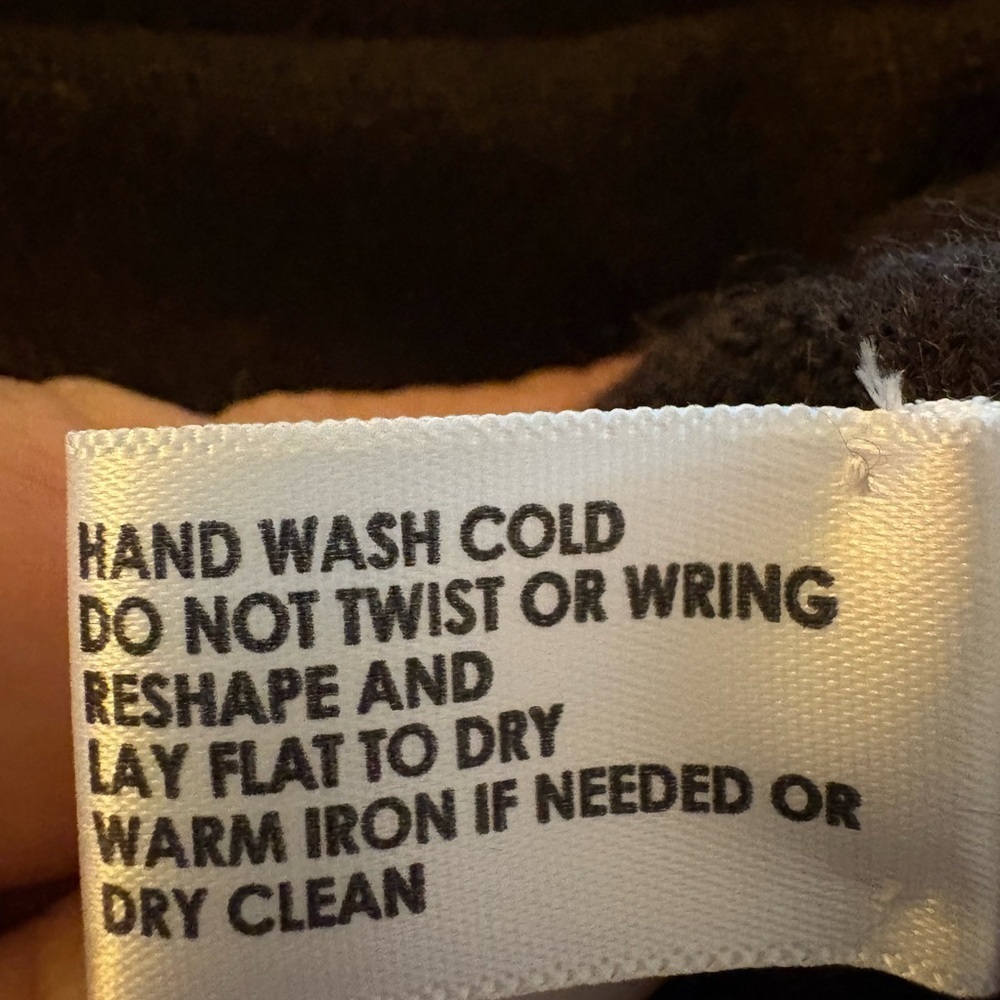 HAND WASH COLD
DO NOT TWIST OR WRING
RESHAPE AND
LAY FLAT TO DRY
WARM IRON IF NEEDED OR
DRY CLEAN